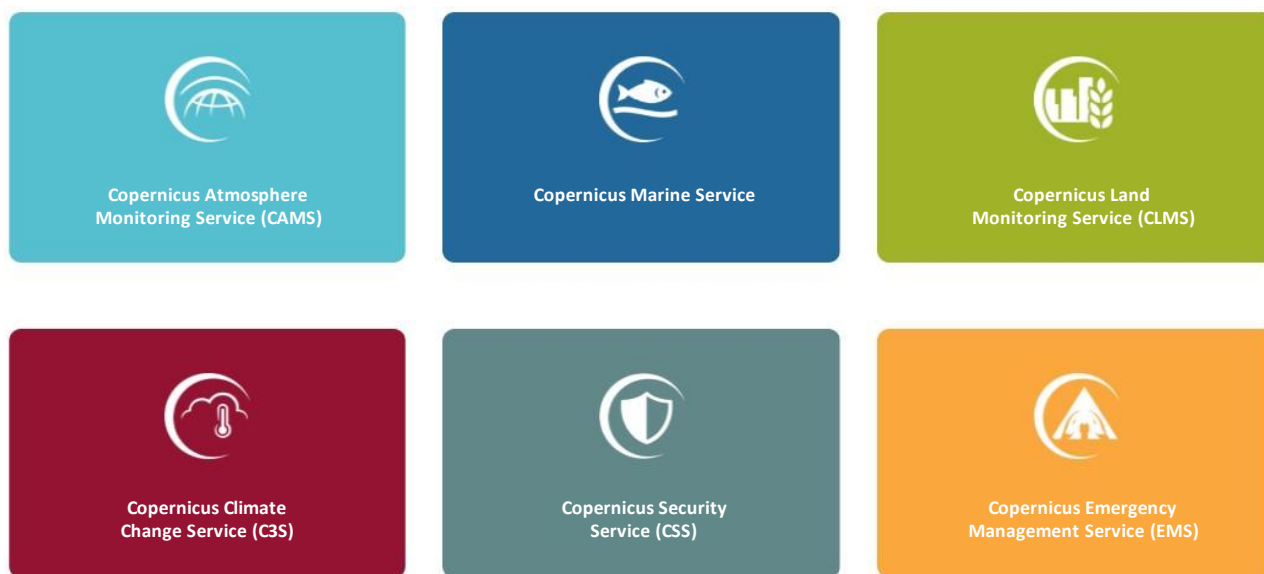 Copernicus Atmosphere
Monitoring Service (CAMS)
Copernicus Marine Service
Copernicus Land
Monitoring Service (CLMS)
Copernicus Climate
Change Service (C3S)
Copernicus Security
Service (CSS)
Copernicus Emergency
Management Service (EMS)